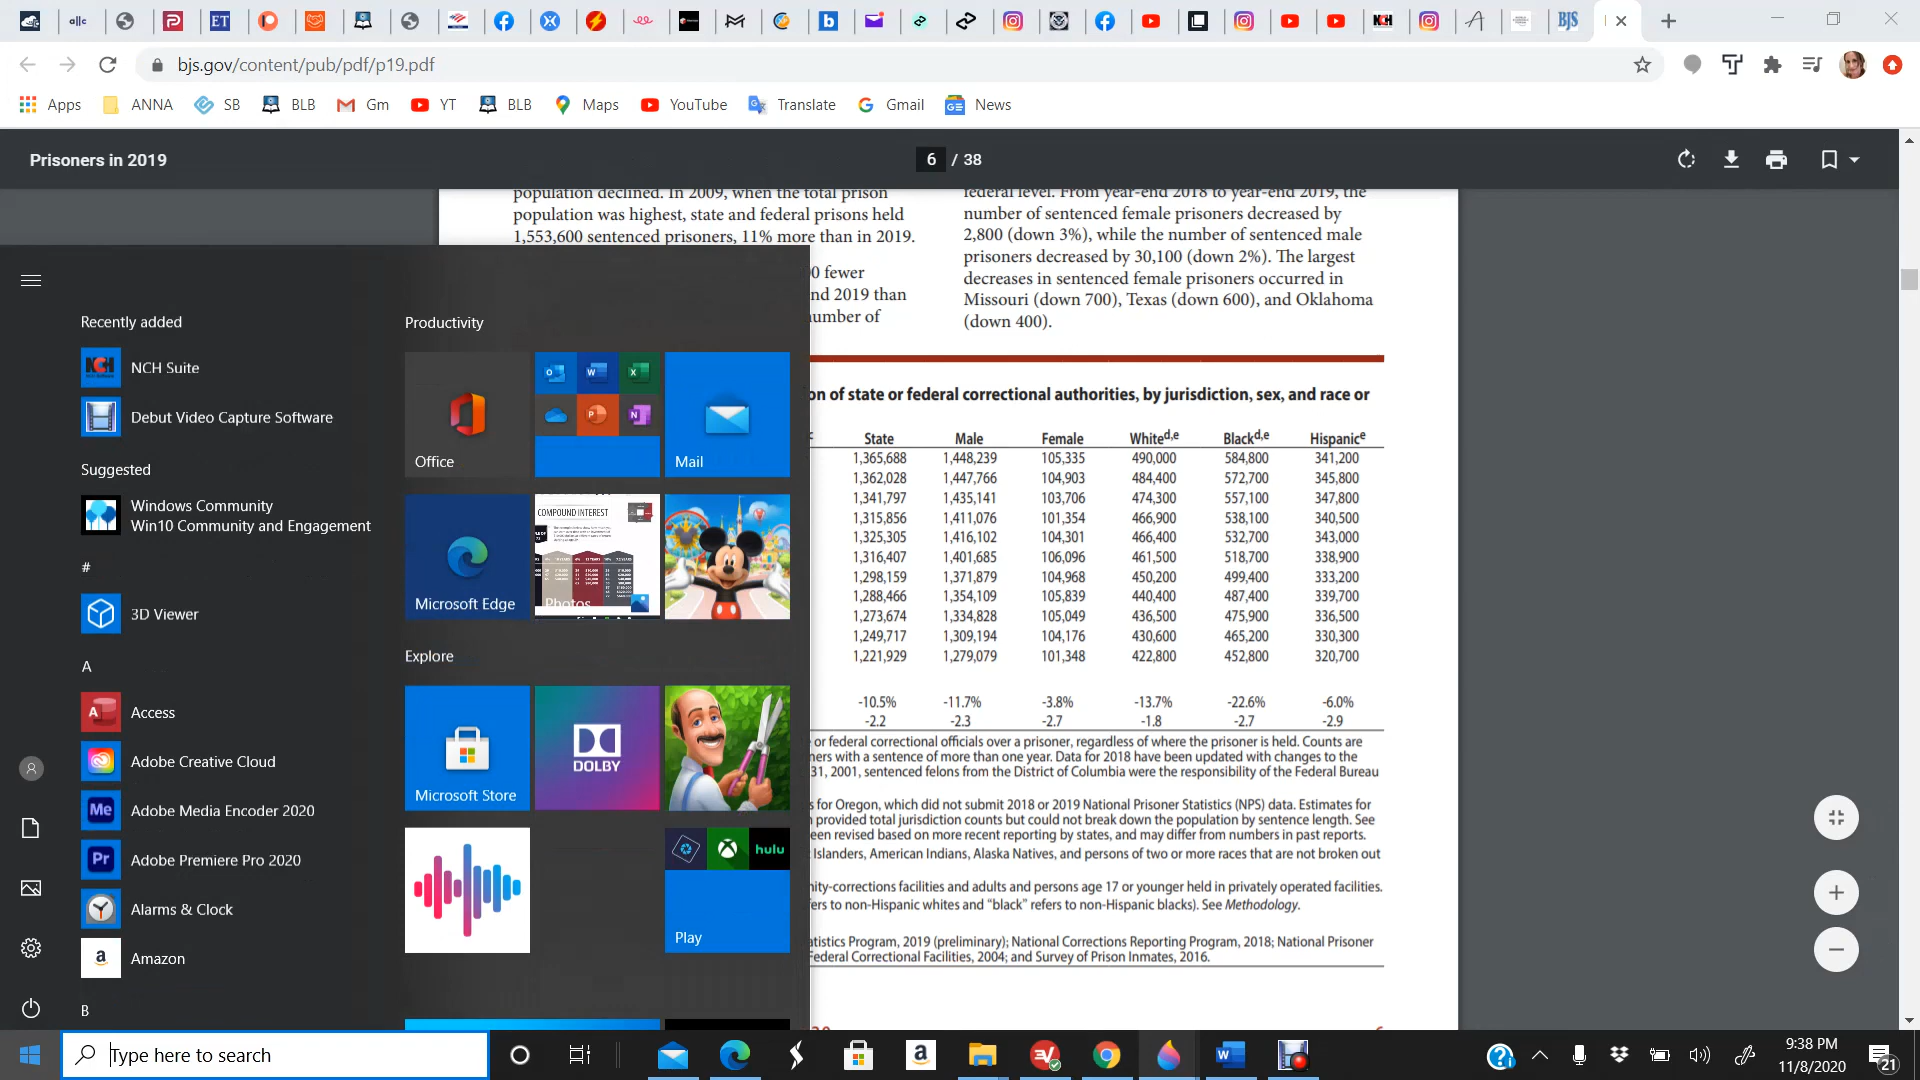 bjs.gov/content/pub/pdf/p19.pdf
Apps ANNA SB BLB Gm YT BLB Maps YouTube Translate Gmail News
Prisoners in 2019
6 / 38
population declined. In 2009, when the total prison
population was highest, state and federal prisons held
1,553,600 sentenced prisoners, 11% more than in 2019.
0 fewer
nd 2019 than
umber of
federal level. From year-end 2018 to year-end 2019, the
number of sentenced female prisoners decreased by
2,800 (down 3%), while the number of sentenced male
prisoners decreased by 30,100 (down 2%). The largest
decreases in sentenced female prisoners occurred in
Missouri (down 700), Texas (down 600), and Oklahoma
(down 400).
on of state or federal correctional authorities, by jurisdiction, sex, and race or
c State Male Female Whited,e Blackd,e Hispanice
1,365,688 1,448,239 105,335 490,000 584,800 341,200
1,362,028 1,447,766 104,903 484,400 572,700 345,800
1,341,797 1,435,141 103,706 474,300 557,100 347,800
1,315,856 1,411,076 101,354 466,900 538,100 340,500
1,325,305 1,416,102 104,301 466,400 532,700 343,000
1,316,407 1,401,685 106,096 461,500 518,700 338,900
1,298,159 1,371,879 104,968 450,200 499,400 333,200
1,288,466 1,354,109 105,839 440,400 487,400 339,700
1,273,674 1,334,828 105,049 436,500 475,900 336,500
1,249,717 1,309,194 104,176 430,600 465,200 330,300
1,221,929 1,279,079 101,348 422,800 452,800 320,700
-10.5% -11.7% -3.8% -13.7% -22.6% -6.0%
-2.2 -2.3 -2.7 -1.8 -2.7 -2.9
or federal correctional officials over a prisoner, regardless of where the prisoner is held. Counts are
ners with a sentence of more than one year. Data for 2018 have been updated with changes to the
31, 2001, sentenced felons from the District of Columbia were the responsibility of the Federal Bureau
s for Oregon, which did not submit 2018 or 2019 National Prisoner Statistics (NPS) data. Estimates for
provided total jurisdiction counts but could not break down the population by sentence length. See
een revised based on more recent reporting by states, and may differ from numbers in past reports.
Islanders, American Indians, Alaska Natives, and persons of two or more races that are not broken out
ity-corrections facilities and adults and persons age 17 or younger held in privately operated facilities.
ers to non-Hispanic whites and “black” refers to non-Hispanic blacks). See Methodology.
atistics Program, 2019 (preliminary); National Corrections Reporting Program, 2018; National Prisoner
Federal Correctional Facilities, 2004; and Survey of Prison Inmates, 2016.
Recently added
NCH Suite
Debut Video Capture Software
Suggested
Windows Community
Win10 Community and Engagement
#
3D Viewer
A
Access
Adobe Creative Cloud
Adobe Media Encoder 2020
Adobe Premiere Pro 2020
Alarms & Clock
Amazon
B
Productivity
Office
Mail
Microsoft Edge
COMPOUND INTEREST
Photos
Explore
Microsoft Store
DOLBY
hulu
Play
Type here to search
9:38 PM
11/8/2020
21